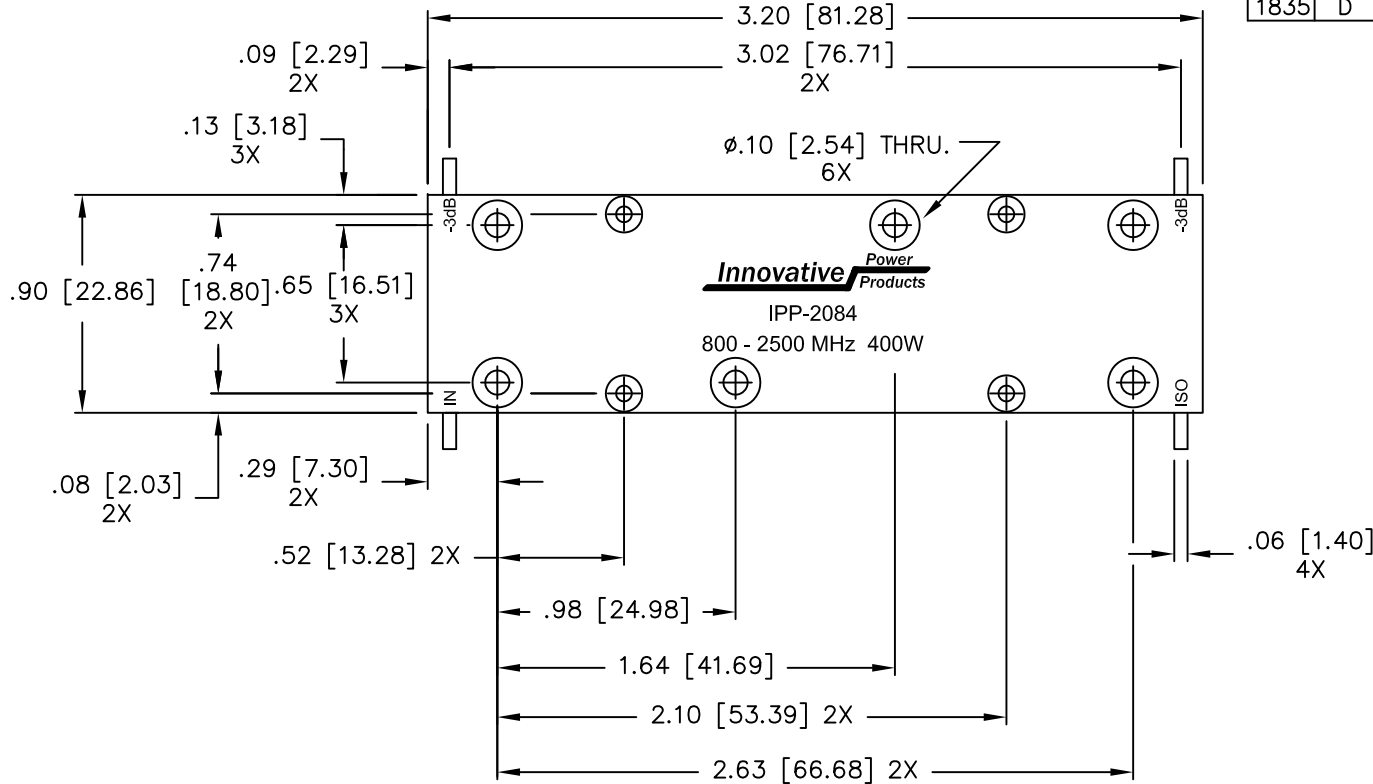 3.20 [81.28]
1835 D
.09 [2.29]
2X
3.02 [76.71]
2X
.13 [3.18]
3X
ø.10 [2.54] THRU.
6X
-3dB
-3dB
.90 [22.86]
.74
[18.80]
2X
.65 [16.51]
3X
Innovative Power Products
IPP-2084
800 - 2500 MHz 400W
IN
ISO
.08 [2.03]
2X
.29 [7.30]
2X
.52 [13.28] 2X
.06 [1.40]
4X
.98 [24.98]
1.64 [41.69]
2.10 [53.39] 2X
2.63 [66.68] 2X